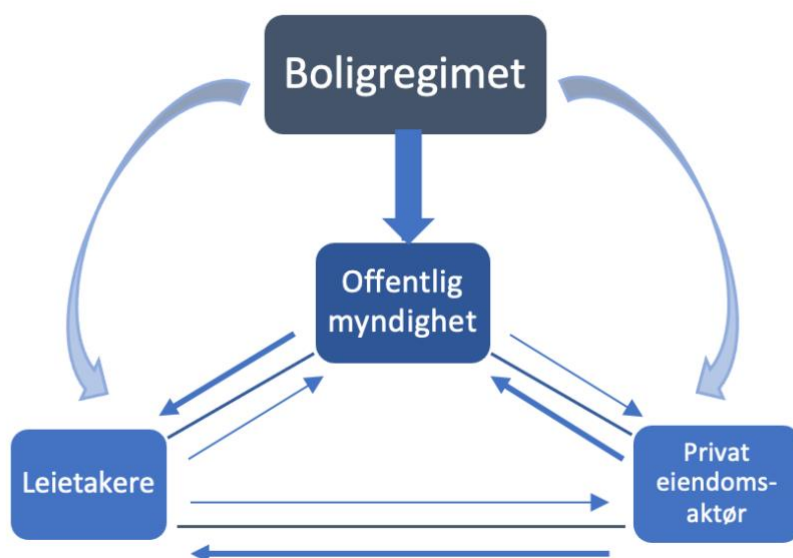 Boligregimet
Offentlig
myndighet
Leietakere
Privat
eiendoms-
aktør